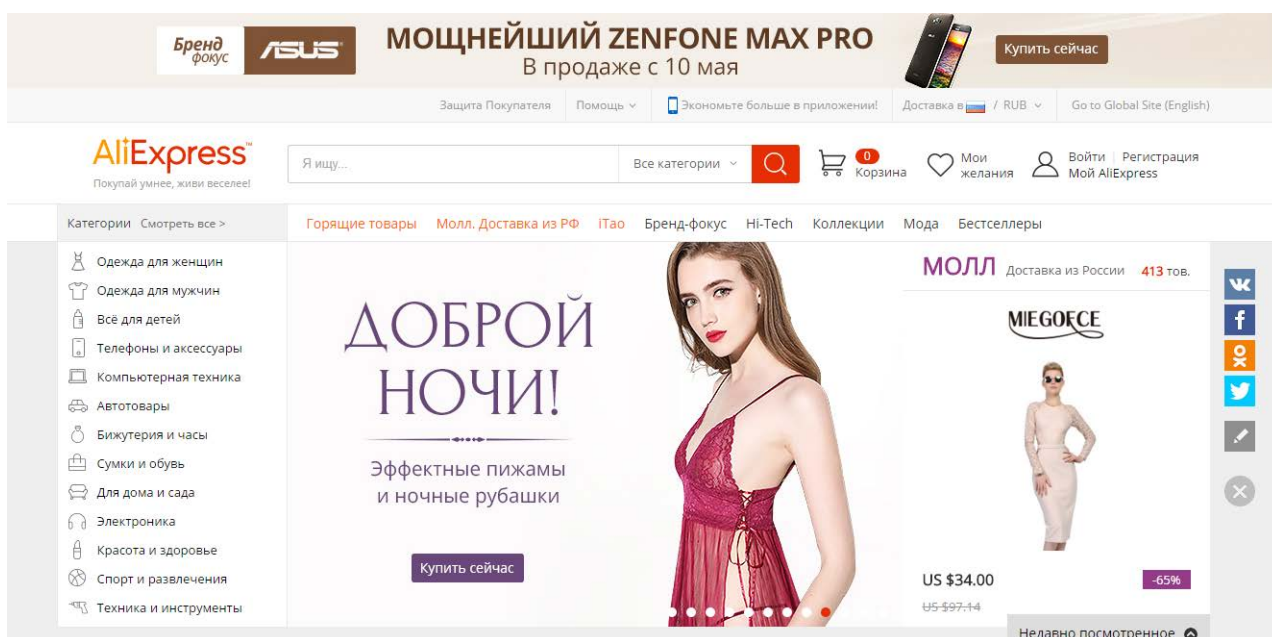 Бренд
фокус
ASUS
МОЩНЕЙШИЙ ZENFONE MAX PRO
В продаже с 10 мая
Купить сейчас
Защита Покупателя
Помощь
Экономьте больше в приложении!
Доставка в / RUB
Go to Global Site (English)
AliExpress™
Покупай умнее, живи веселее!
Я ищу...
Все категории
0
Корзина
Мои
желания
Войти | Регистрация
Мой AliExpress
Категории Смотреть все >
Горящие товары
Молл. Доставка из РФ
iTao
Бренд-фокус
Hi-Tech
Коллекции
Мода
Бестселлеры
Одежда для женщин
Одежда для мужчин
Всё для детей
Телефоны и аксессуары
Компьютерная техника
Автотовары
Бижутерия и часы
Сумки и обувь
Для дома и сада
Электроника
Красота и здоровье
Спорт и развлечения
Техника и инструменты
ДОБРОЙ
НОЧИ!
Эффектные пижамы
и ночные рубашки
Купить сейчас
МОЛЛ Доставка из России 413 тов.
MIEGOFCE
US $34.00
-65%
US $97.14
Недавно посмотренное